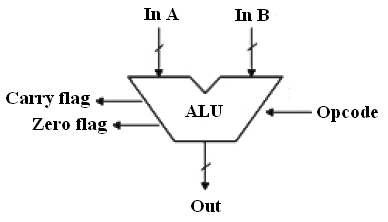 In A
In B
Carry flag
Zero flag
ALU
Opcode
Out